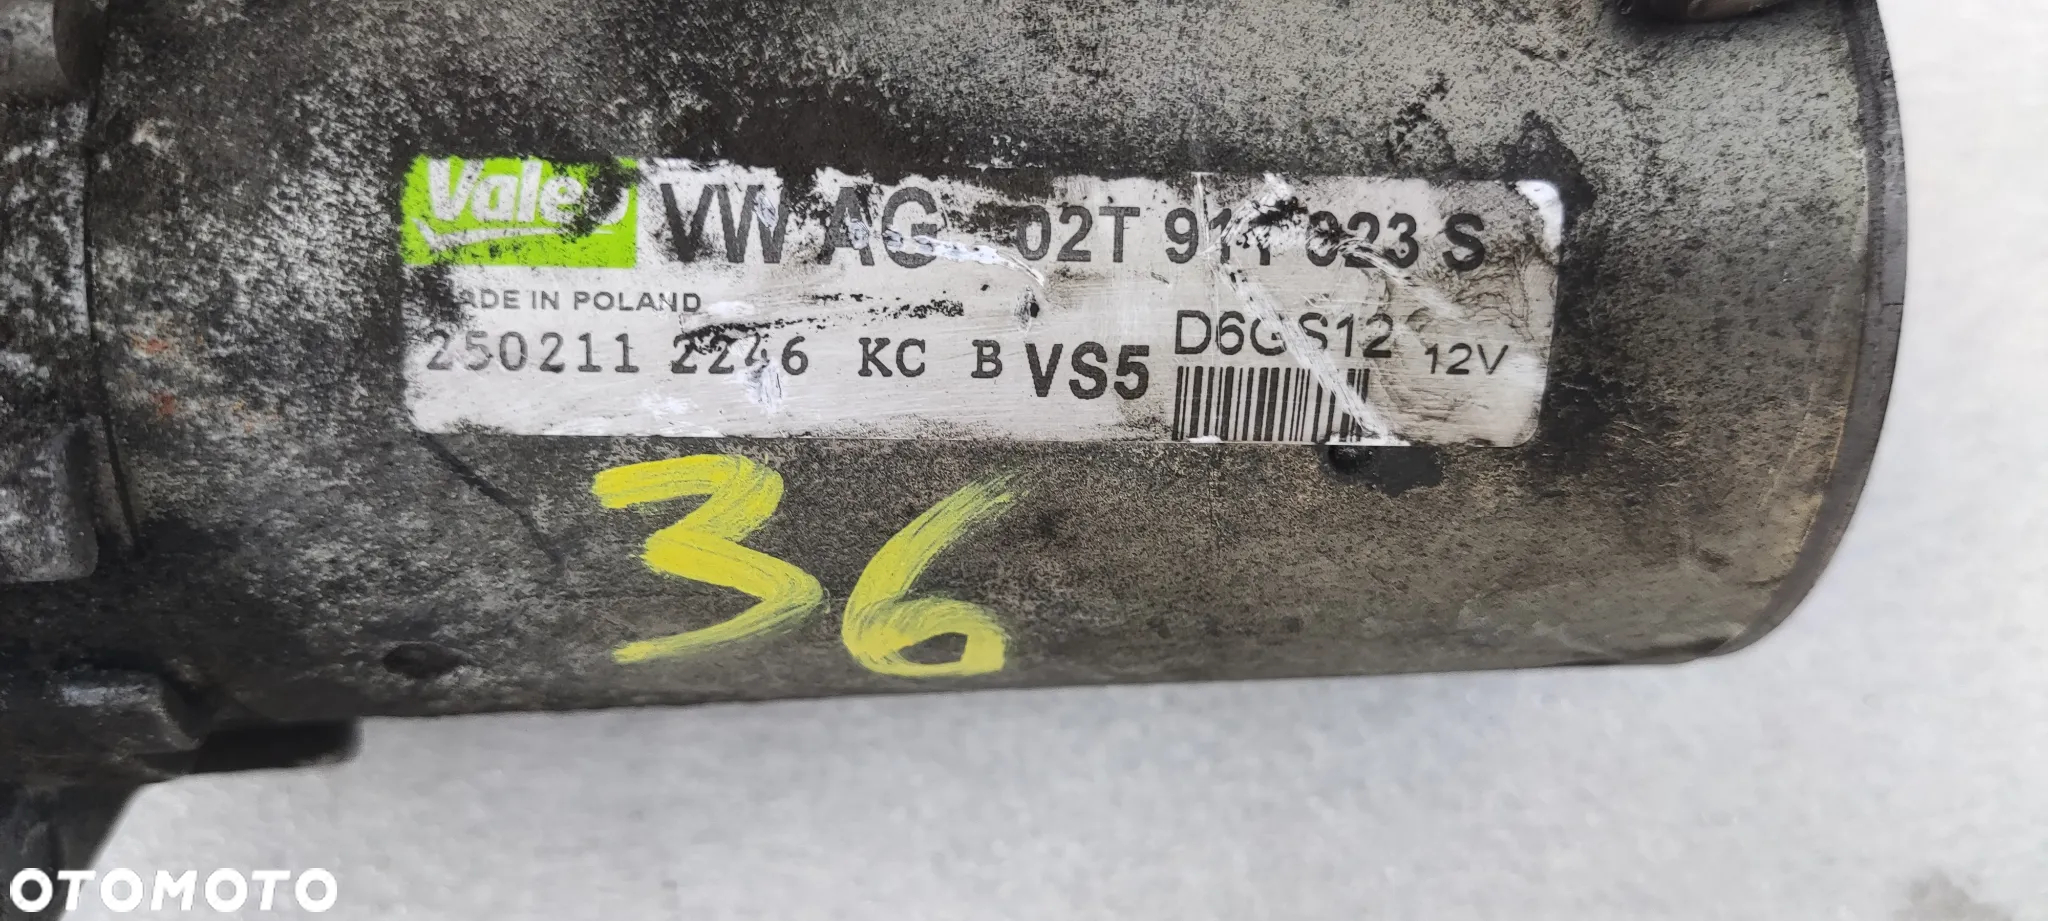 Valeo VW AG 02T 911 023 S
MADE IN POLAND
250211 2246 KC B VS5 D6GS12 12V
36
OTOMOTO